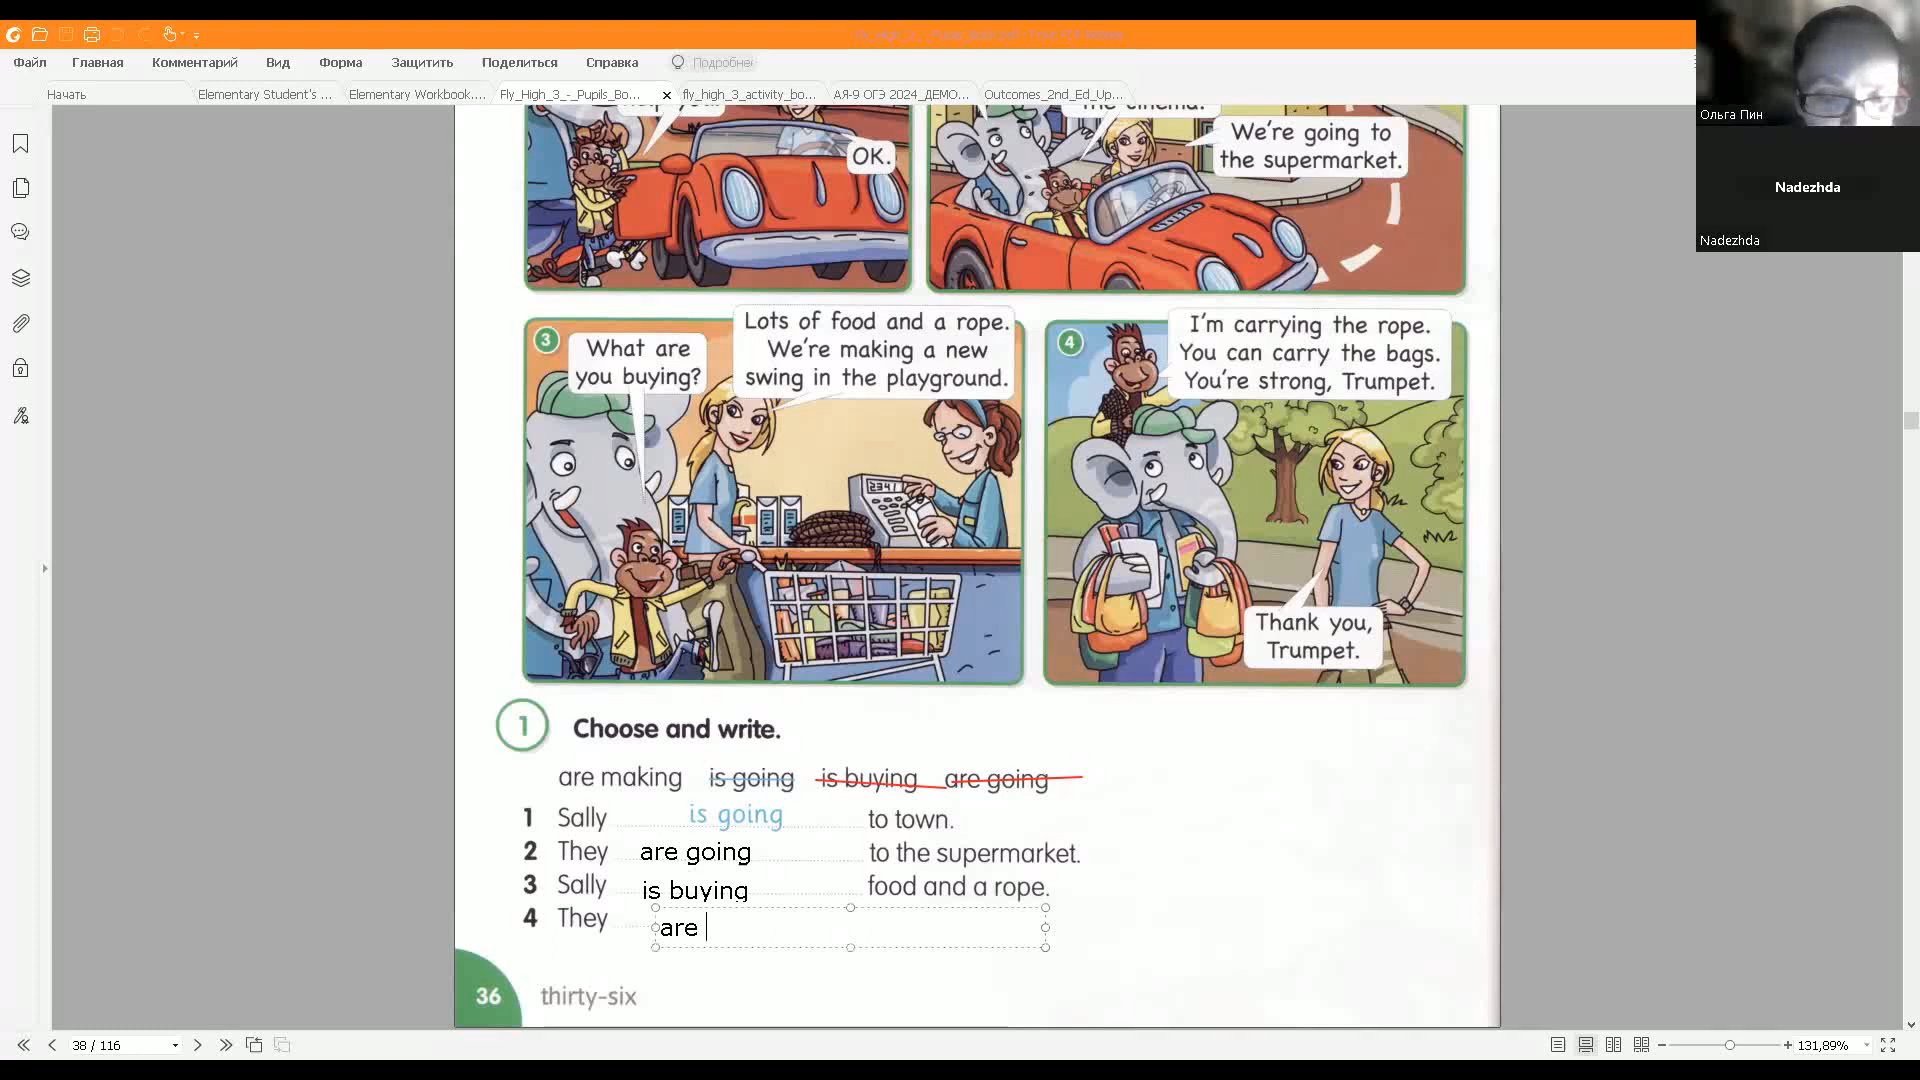 Файл Главная Комментарий Вид Форма Защитить Поделиться Справка
Начать Elementary Student's ... Elementary Workbook.... Fly_High_3_-_Pupils_Bo... fly_high_3_activity_bo... АЯ-9 ОГЭ 2024_ДЕМО... Outcomes_2nd_Ed_Up...
Ольга Пин
Nadezhda
Nadezhda
OK.
the cinema.
We're going to
the supermarket.
3
What are
you buying?
Lots of food and a rope.
We're making a new
swing in the playground.
2341
4
I'm carrying the rope.
You can carry the bags.
You're strong, Trumpet.
Thank you,
Trumpet.
1 Choose and write.
are making is going is buying are going
1 Sally is going to town.
2 They are going to the supermarket.
3 Sally is buying food and a rope.
4 They are
36 thirty-six
38 / 116
131,89%